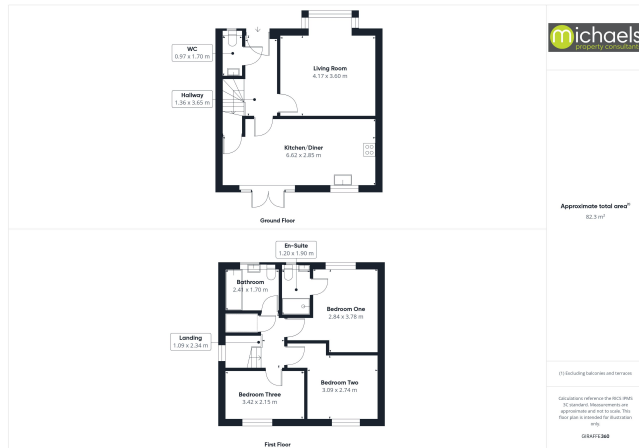 WC
0.97 x 1.70 m
Living Room
4.17 x 3.60 m
Hallway
1.36 x 3.65 m
Kitchen/Diner
6.62 x 2.85 m
Ground Floor
En-Suite
1.20 x 1.90 m
Bathroom
2.41 x 1.70 m
Bedroom One
2.84 x 3.78 m
Landing
1.09 x 2.34 m
Bedroom Two
3.09 x 2.74 m
Bedroom Three
3.42 x 2.15 m
First Floor
michaels
property consultants
Approximate total area⁽¹⁾
82.3 m²
(1) Excluding balconies and terraces
Calculations reference the RICS IPMS
3C standard. Measurements are
approximate and not to scale. This
floor plan is intended for illustration
only.
GIRAFFE360